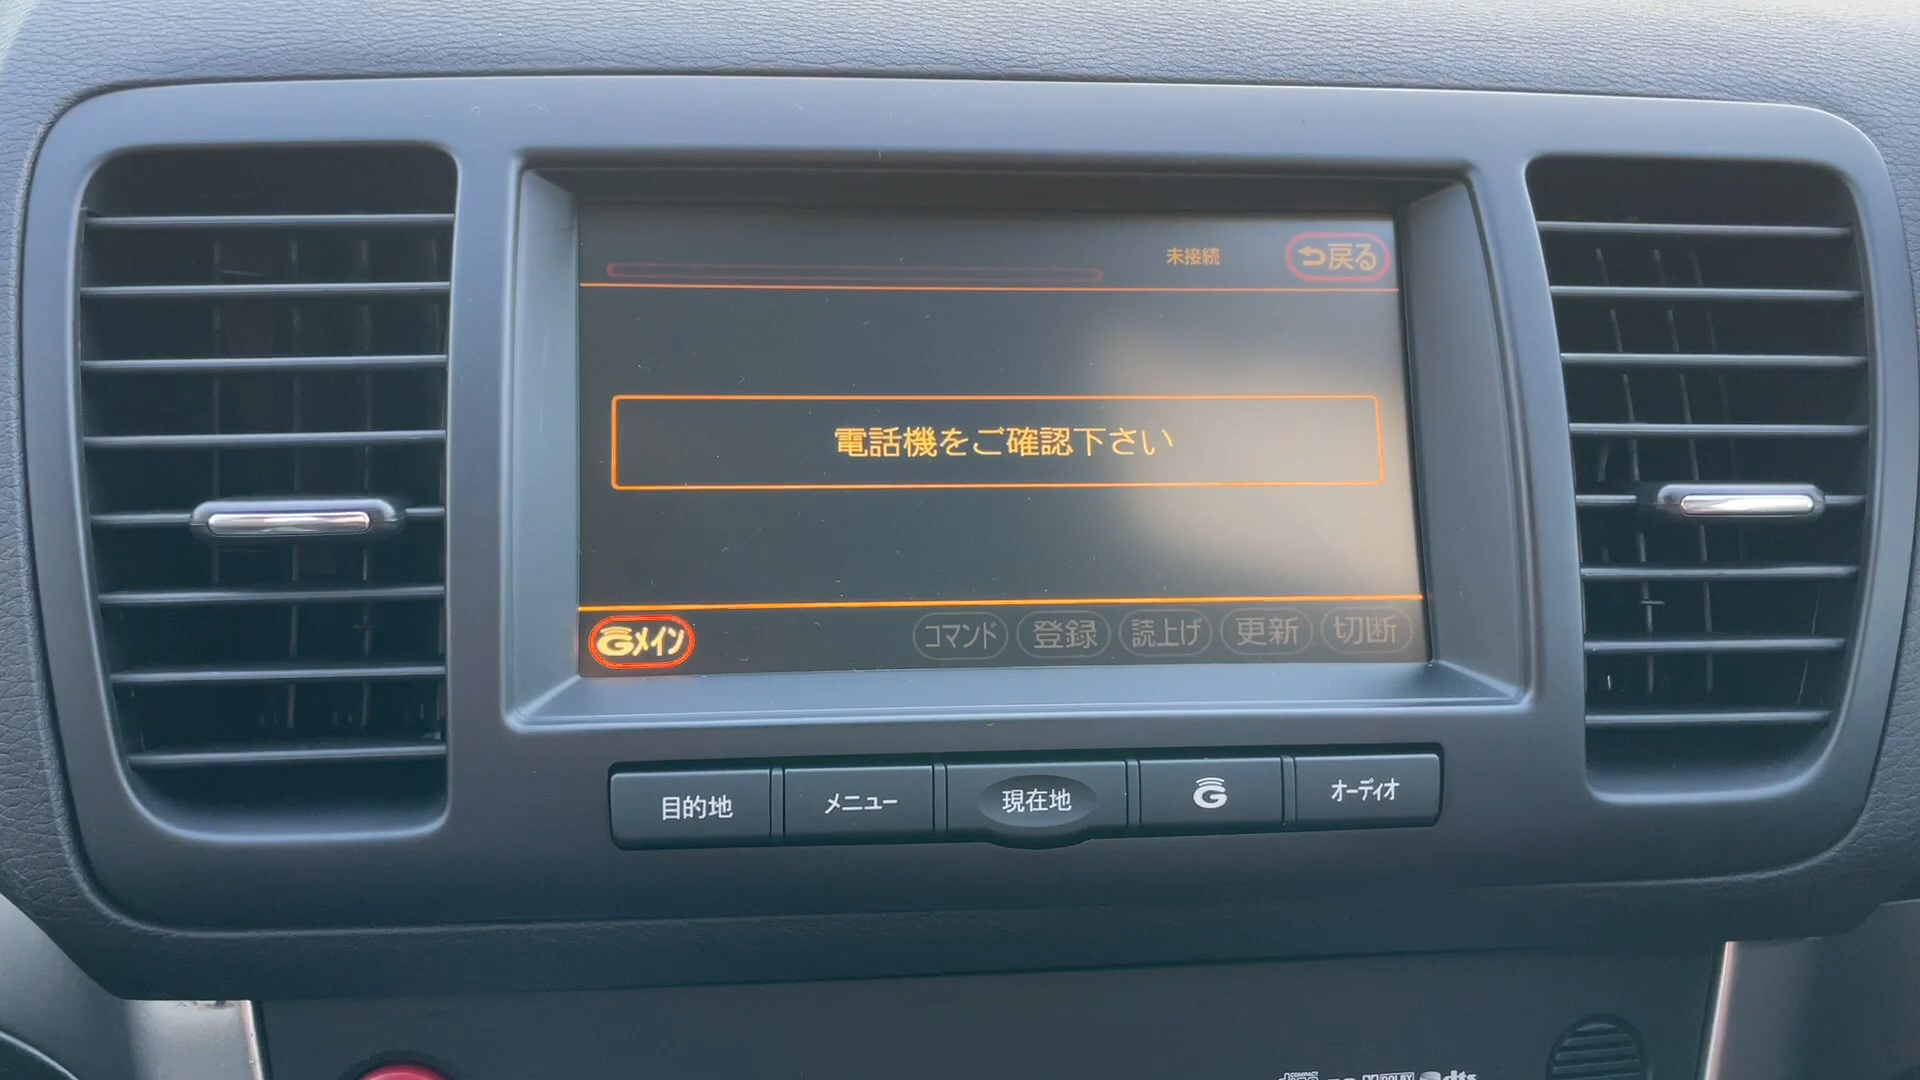 未接続
戻る
電話機をご確認下さい
Gメイン
コマンド
登録
読上げ
更新
切断
目的地
メニュー
現在地
G
オーディオ
dts